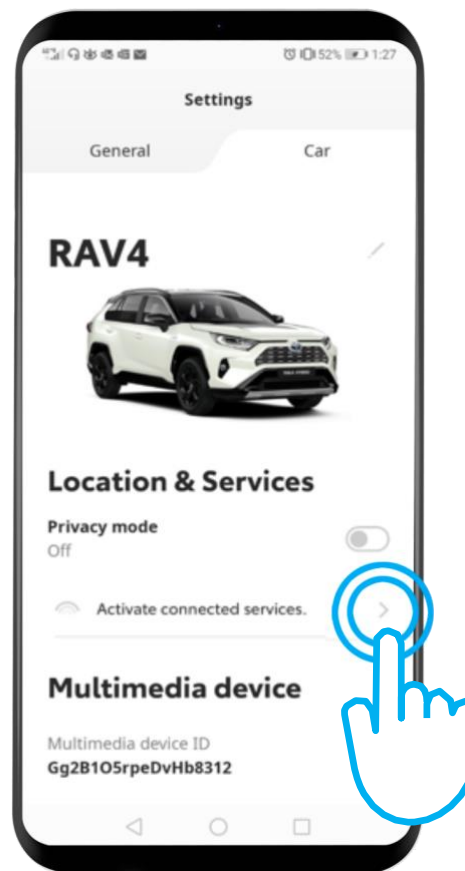 52% 1:27
Settings
General Car
RAV4
Location & Services
Privacy mode
Off
Activate connected services.
Multimedia device
Multimedia device ID
Gg2B1O5rpeDvHb8312